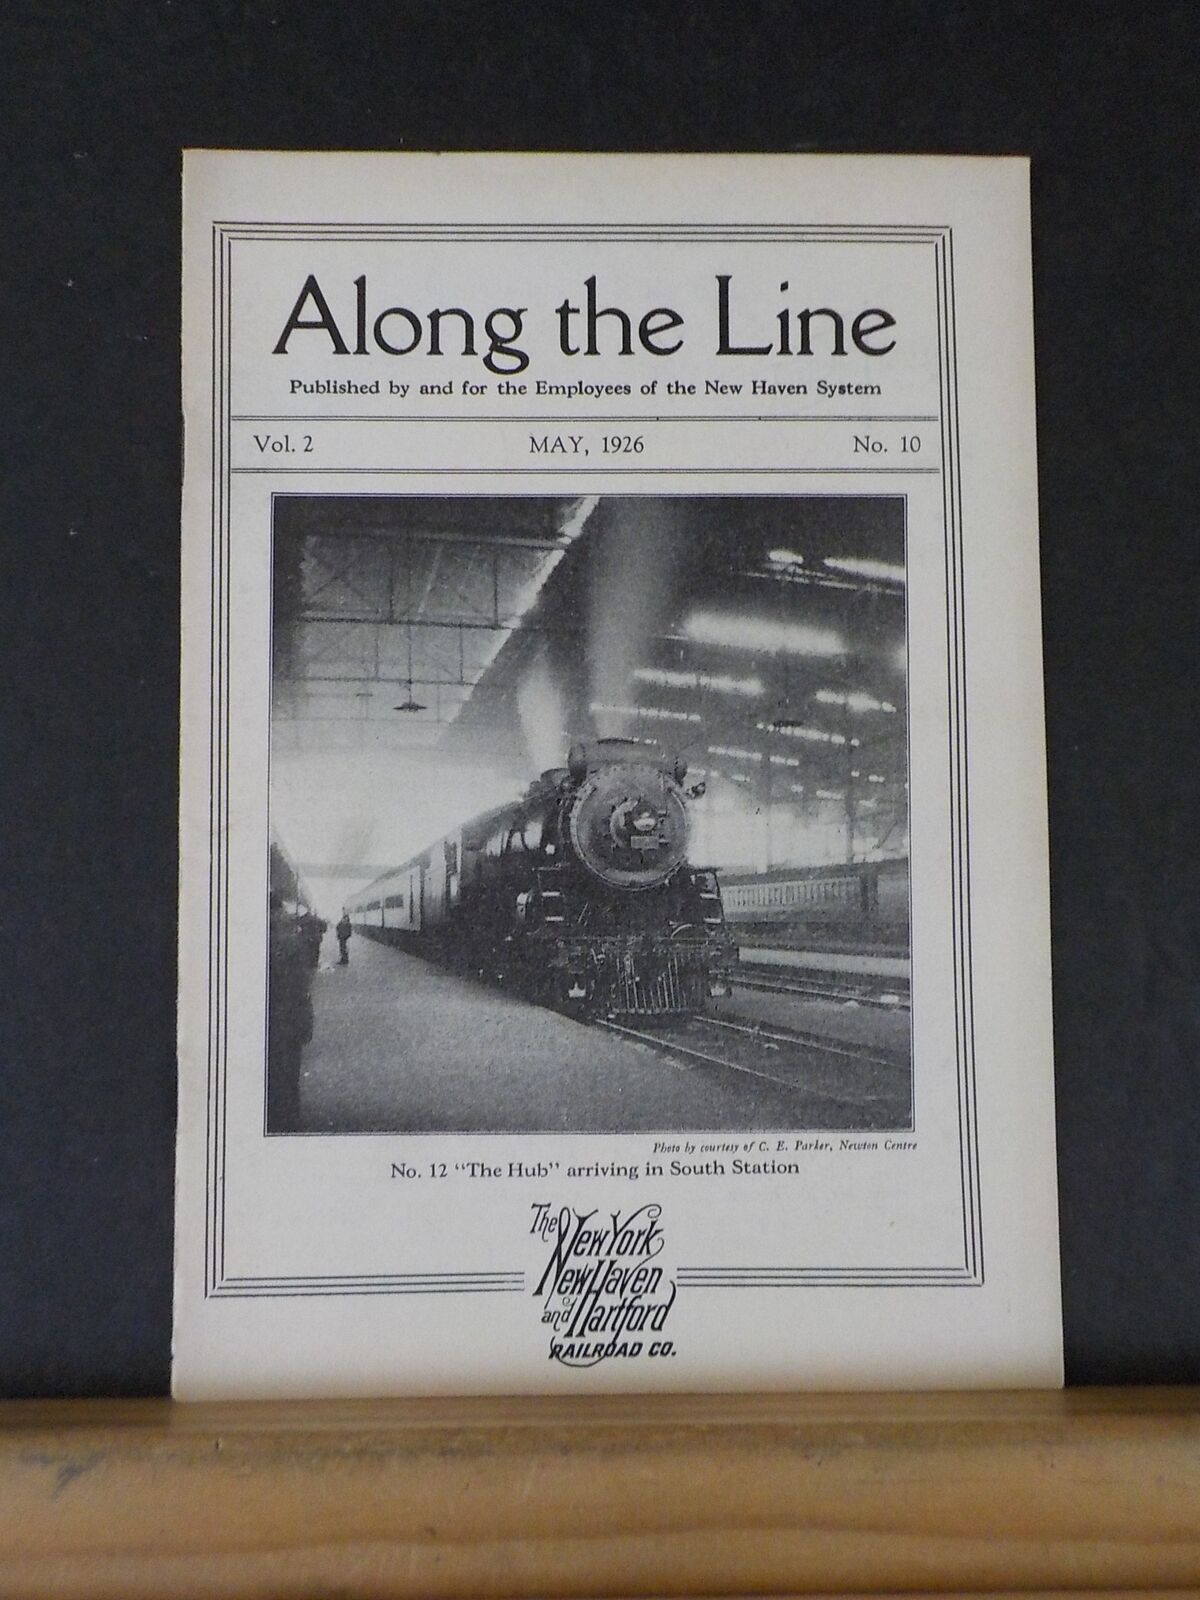 Along the Line
Published by and for the Employees of the New Haven System
Vol. 2 MAY, 1926 No. 10
Photo by courtesy of C. E. Parker, Newton Centre
No. 12 "The Hub" arriving in South Station
The New York
New Haven
and Hartford
RAILROAD CO.